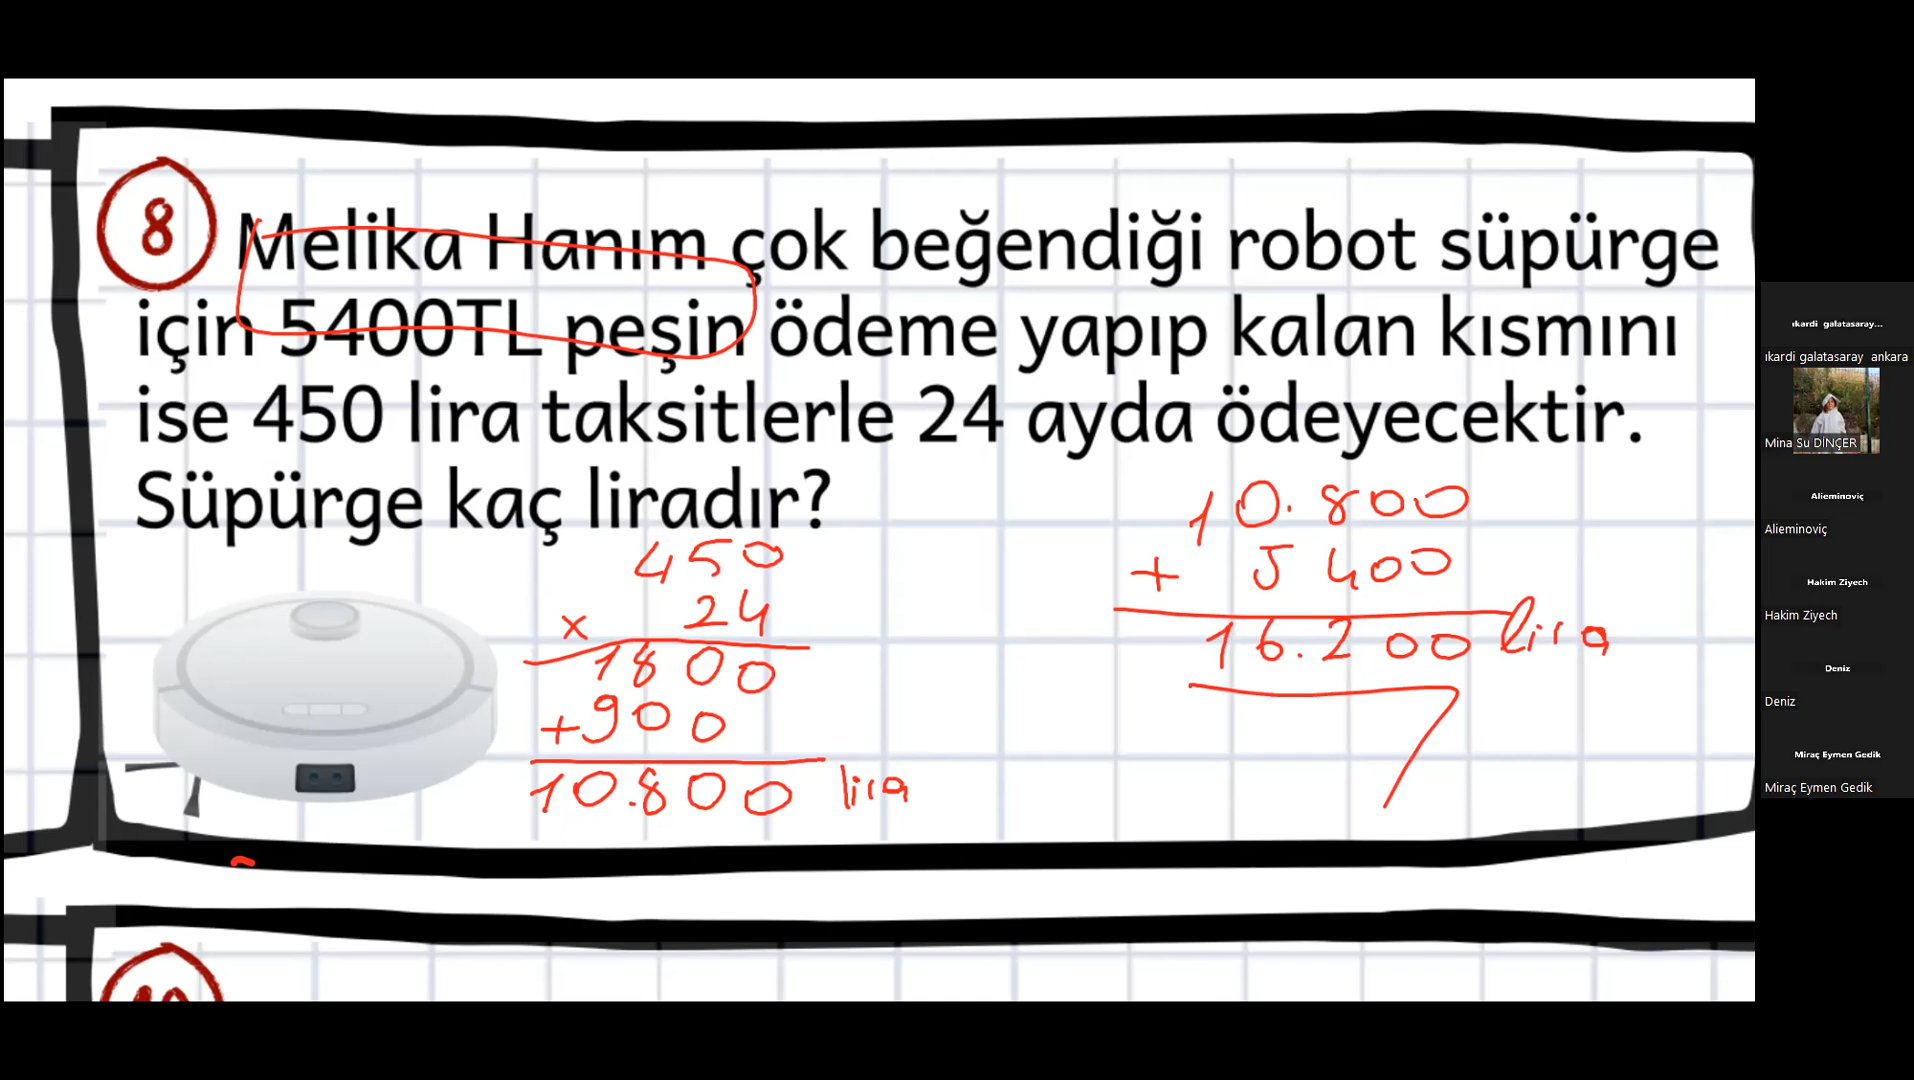 8
Melika Hanım çok beğendiği robot süpürge
için 5400TL peşin ödeme yapıp kalan kısmını
ise 450 lira taksitlerle 24 ayda ödeyecektir.
Süpürge kaç liradır?
450
x 24
1800
+900
10.800 lira
10.800
+ 5400
16.200 lira
ıkardi galatasaray...
ıkardi galatasaray ankara
Mina Su DİNÇER
Alieminoviç
Alieminoviç
Hakim Ziyech
Hakim Ziyech
Deniz
Deniz
Miraç Eymen Gedik
Miraç Eymen Gedik